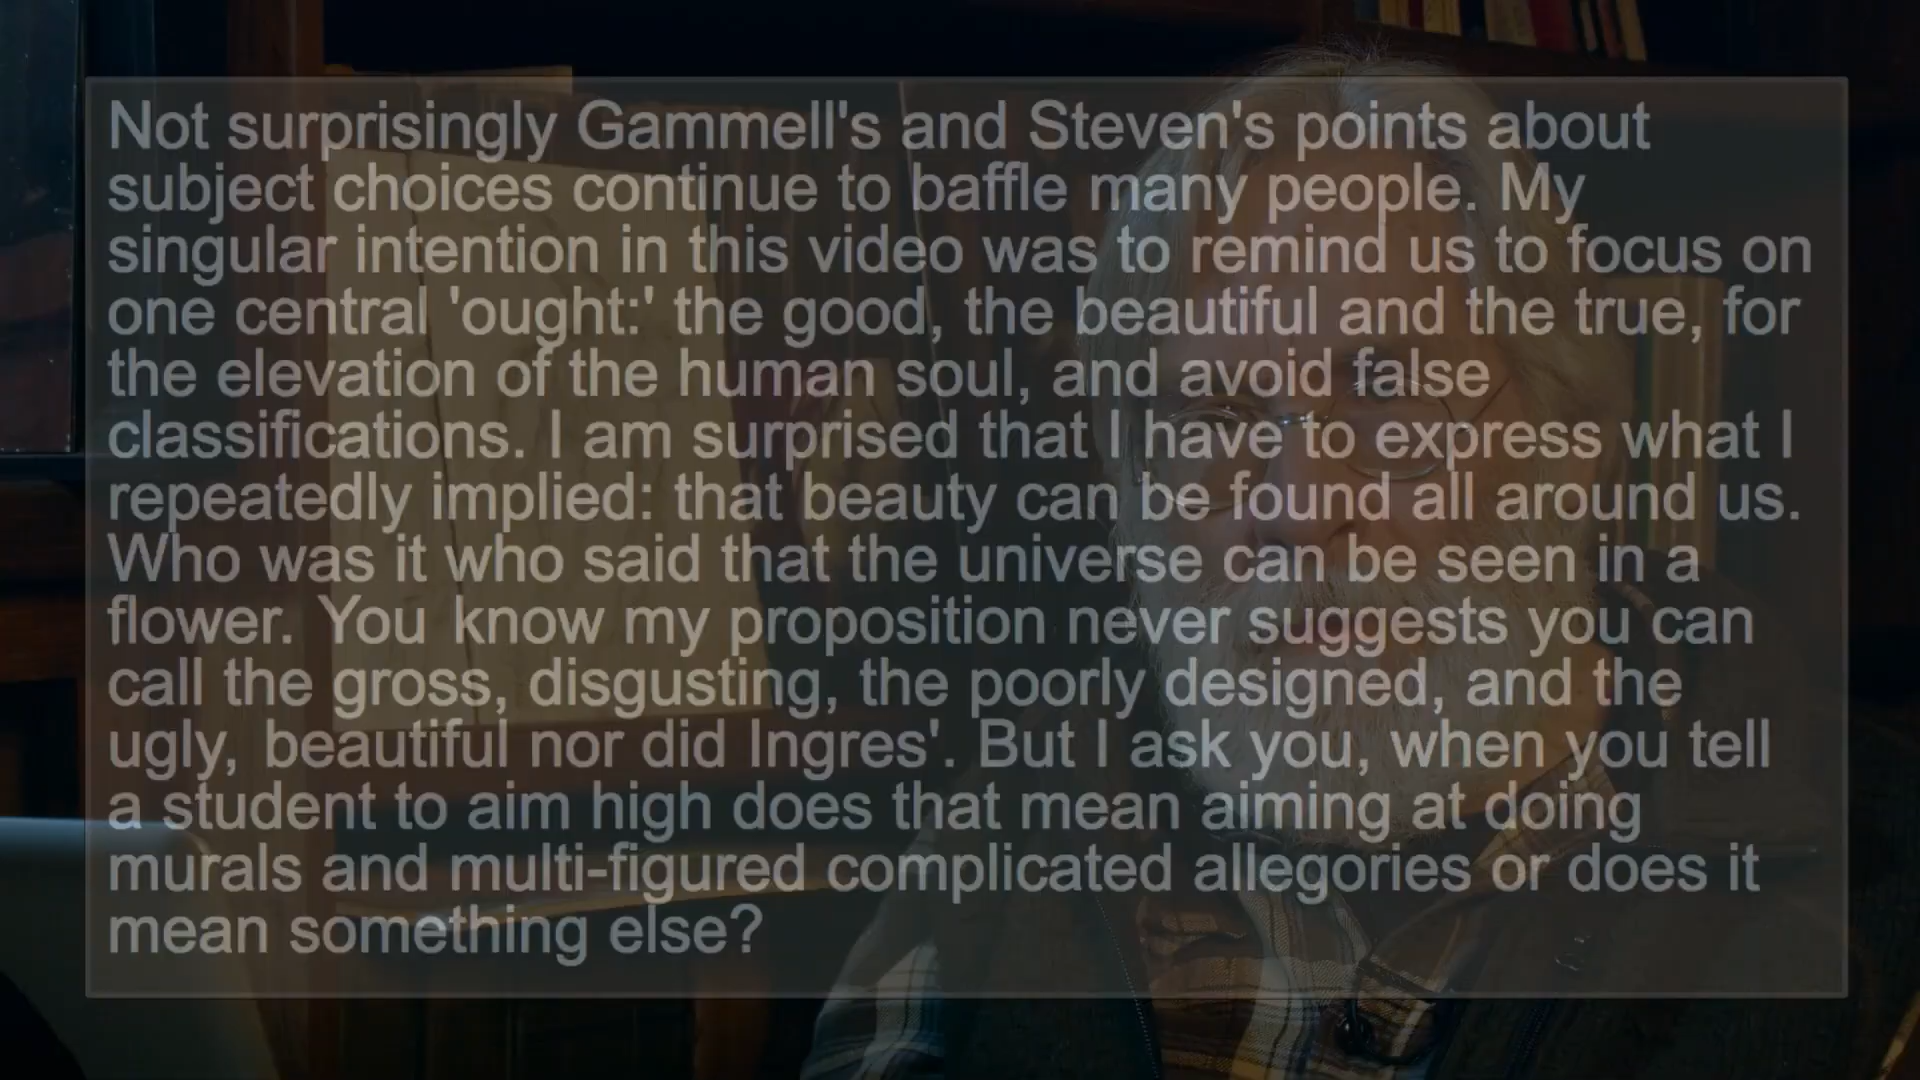 Not surprisingly Gammell's and Steven's points about
subject choices continue to baffle many people. My
singular intention in this video was to remind us to focus on
one central 'ought:' the good, the beautiful and the true, for
the elevation of the human soul, and avoid false
classifications. I am surprised that I have to express what I
repeatedly implied: that beauty can be found all around us.
Who was it who said that the universe can be seen in a
flower. You know my proposition never suggests you can
call the gross, disgusting, the poorly designed, and the
ugly, beautiful nor did Ingres'. But I ask you, when you tell
a student to aim high does that mean aiming at doing
murals and multi-figured complicated allegories or does it
mean something else?